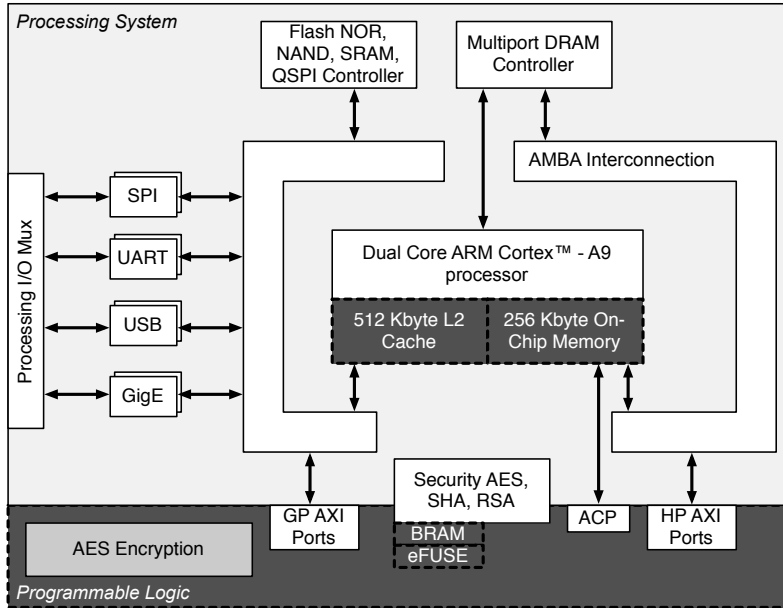 Processing System
Flash NOR,
NAND, SRAM,
QSPI Controller
Multiport DRAM
Controller
AMBA Interconnection
Processing I/O Mux
SPI
UART
USB
GigE
Dual Core ARM Cortex™ - A9
processor
512 Kbyte L2
Cache
256 Kbyte On-
Chip Memory
Security AES,
SHA, RSA
BRAM
eFUSE
GP AXI
Ports
ACP
HP AXI
Ports
AES Encryption
Programmable Logic